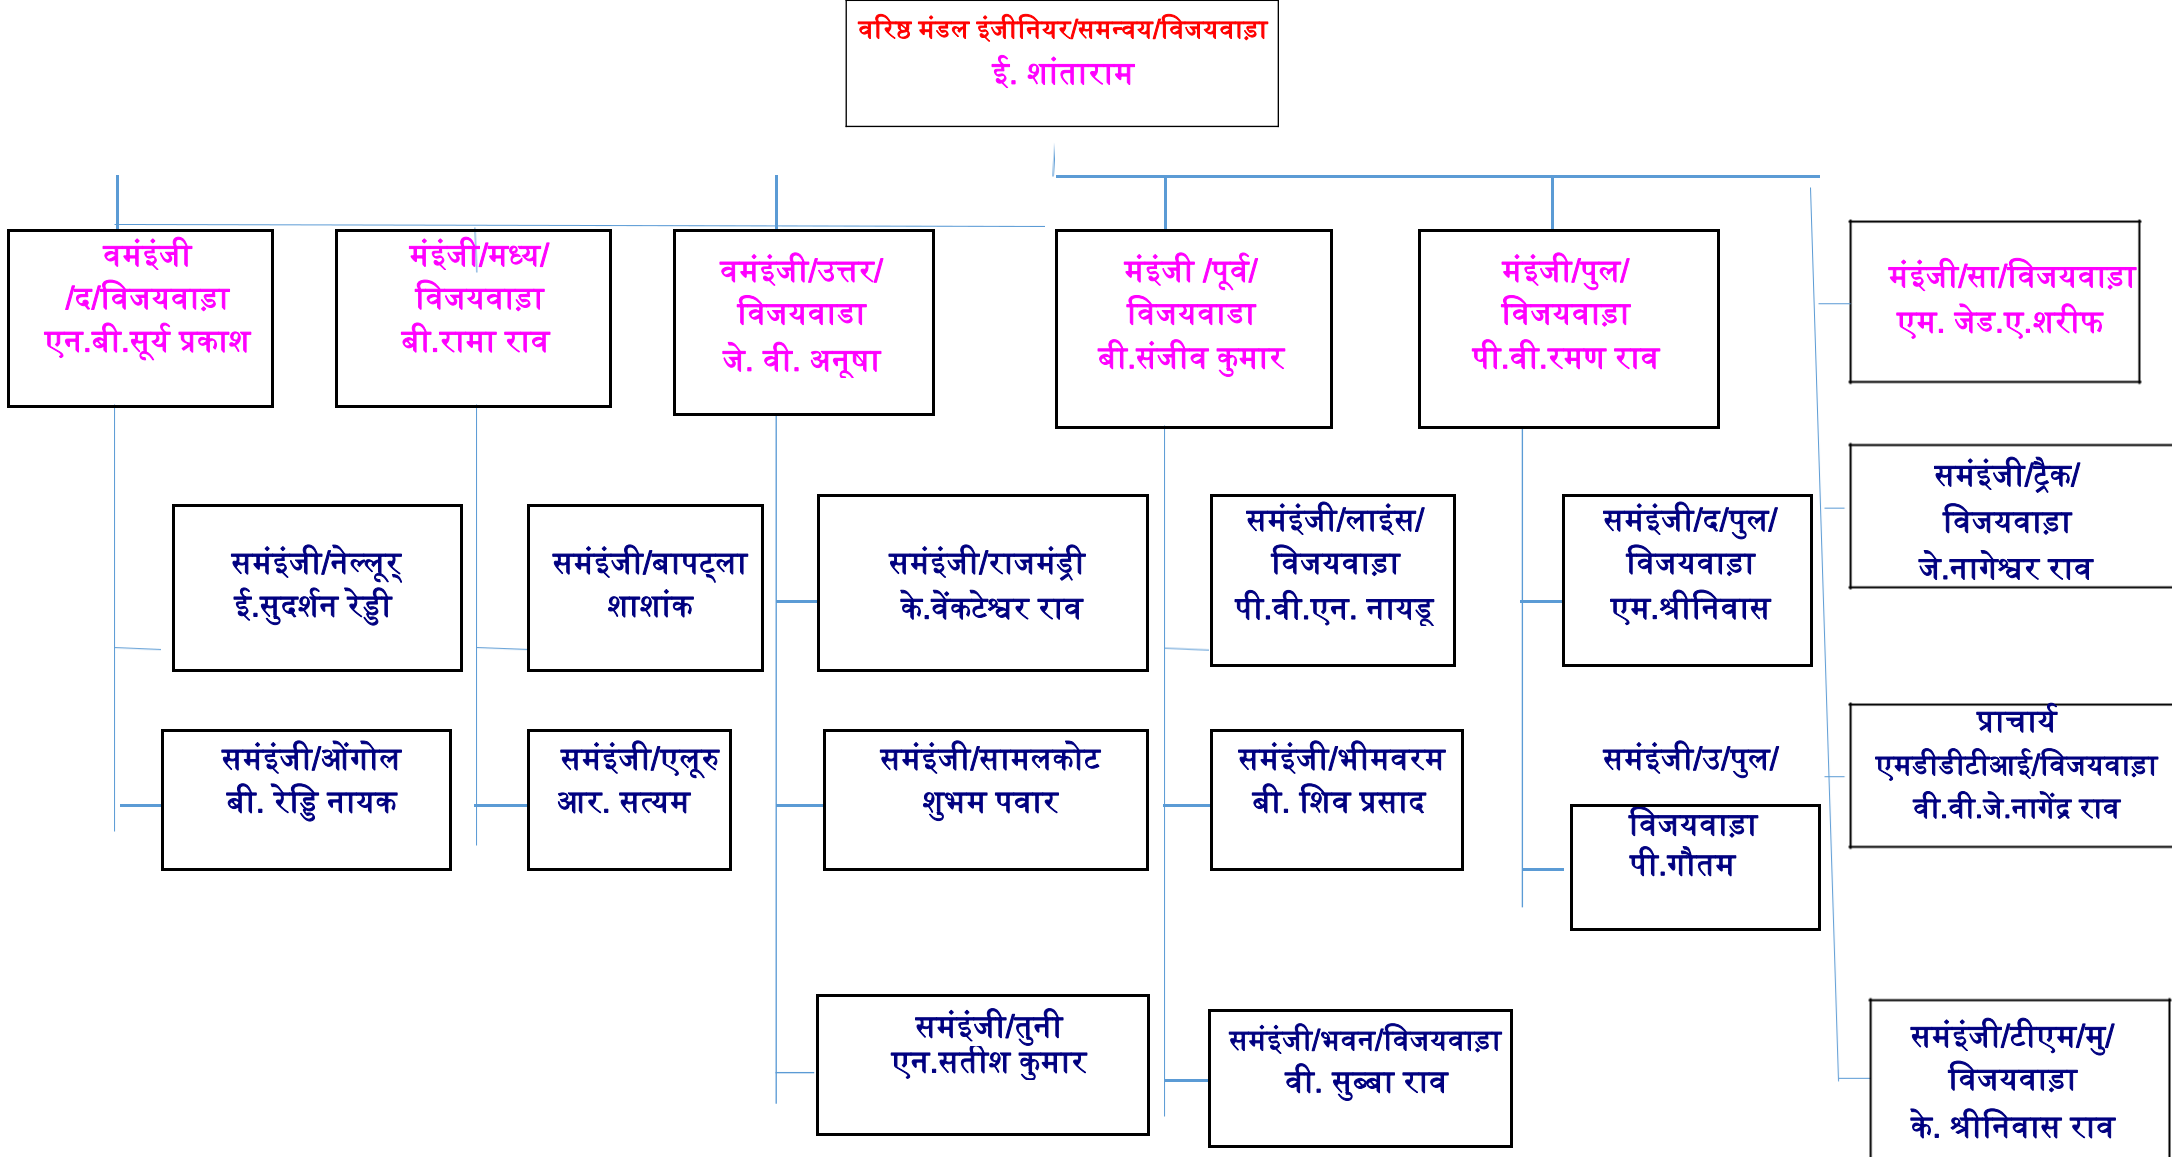 वरिष्ठ मंडल इंजीनियर/समन्वय/विजयवाड़ा
ई. शांताराम
वमंइंजी
/द/विजयवाड़ा
एन.बी.सूर्य प्रकाश
मंइंजी/मध्य/
विजयवाड़ा
बी.रामा राव
वमंइंजी/उत्तर/
विजयवाडा
जे. वी. अनूषा
मंइंजी /पूर्व/
विजयवाडा
बी.संजीव कुमार
मंइंजी/पुल/
विजयवाड़ा
पी.वी.रमण राव
मंइंजी/सा/विजयवाड़ा
एम. जेड.ए.शरीफ
समंइंजी/ट्रैक/
विजयवाड़ा
जे.नागेश्वर राव
समंइंजी/नेल्लूर्
ई.सुदर्शन रेड्डी
समंइंजी/बापट्ला
शाशांक
समंइंजी/राजमंड्री
के.वेंकटेश्वर राव
समंइंजी/लाइंस/
विजयवाड़ा
पी.वी.एन. नायडू
समंइंजी/द/पुल/
विजयवाड़ा
एम.श्रीनिवास
प्राचार्य
एमडीडीटीआई/विजयवाड़ा
वी.वी.जे.नागेंद्र राव
समंइंजी/ओंगोल
बी. रेड्डि नायक
समंइंजी/एलूरु
आर. सत्यम
समंइंजी/सामलकोट
शुभम पवार
समंइंजी/भीमवरम
बी. शिव प्रसाद
समंइंजी/उ/पुल/
विजयवाड़ा
पी.गौतम
समंइंजी/तुनी
एन.सतीश कुमार
समंइंजी/भवन/विजयवाड़ा
वी. सुब्बा राव
समंइंजी/टीएम/मु/
विजयवाड़ा
के. श्रीनिवास राव